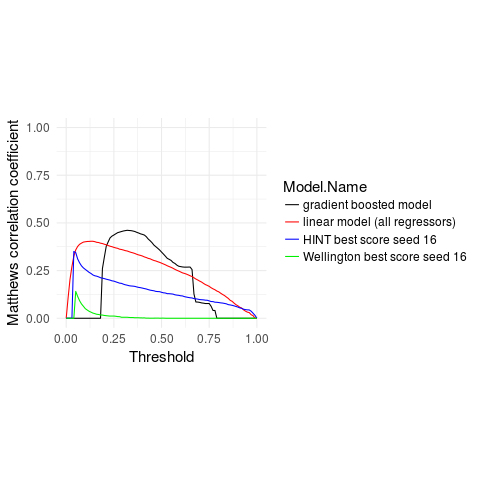 Matthews correlation coefficient
1.00
0.75
0.50
0.25
0.00
0.00 0.25 0.50 0.75 1.00
Threshold
Model.Name
gradient boosted model
linear model (all regressors)
HINT best score seed 16
Wellington best score seed 16